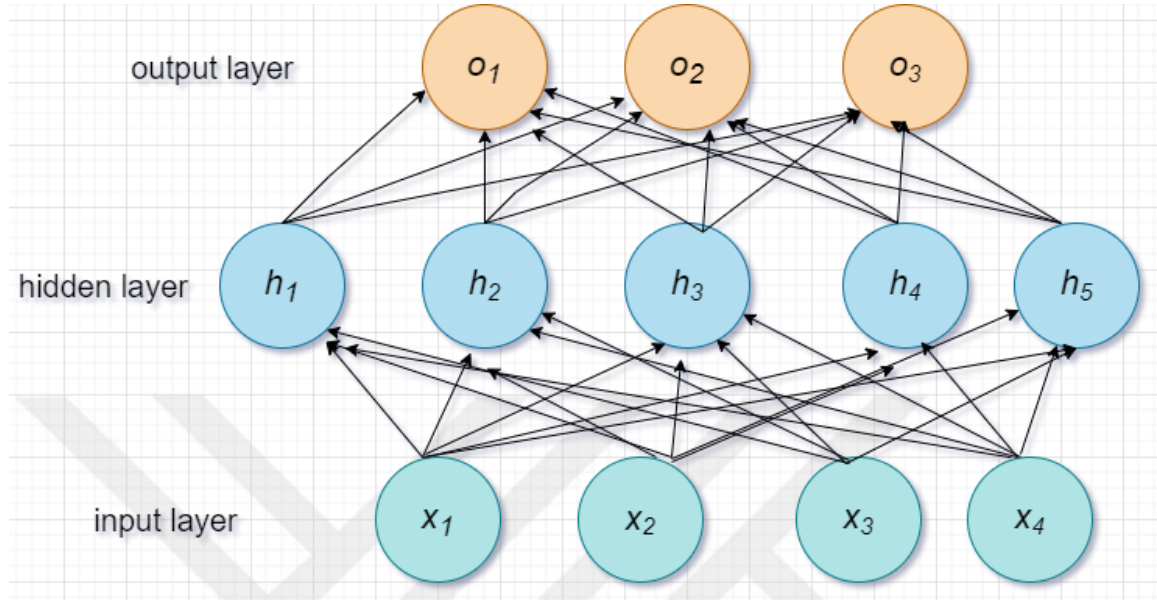 output layer o₁ o₂ o₃
hidden layer h₁ h₂ h₃ h₄ h₅
input layer x₁ x₂ x₃ x₄